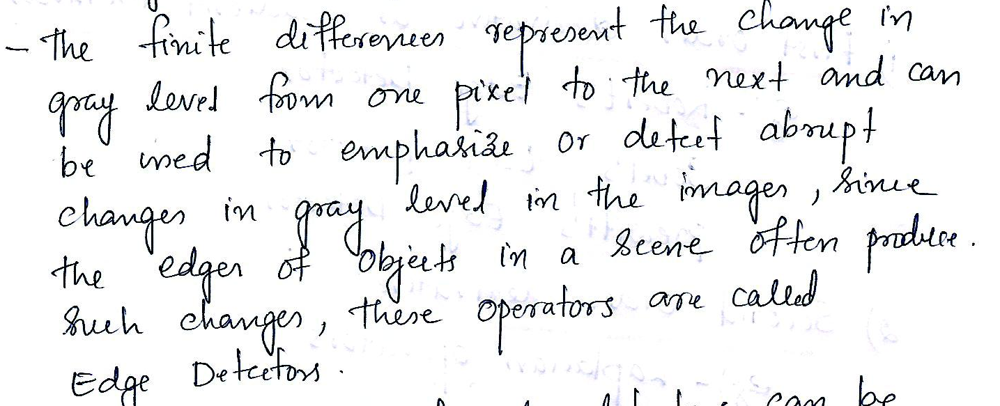 - The finite differences represent the change in
gray level from one pixel to the next and can
be used to emphasize or detect abrupt
changes in gray level in the images, since
the edges of objects in a scene often produce.
such changes, these operators are called
Edge Detectors.
can be